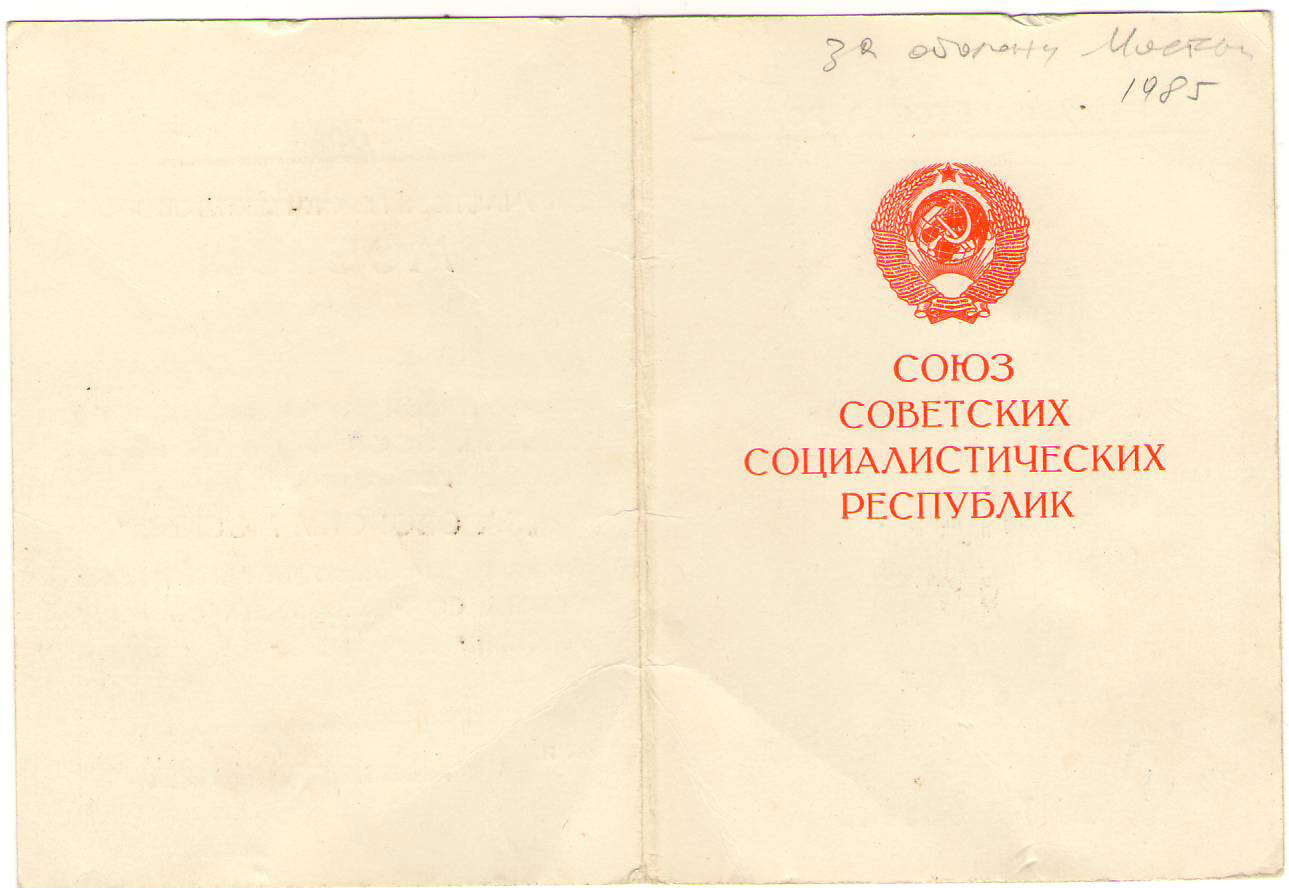 за оборону Москвы
1985
СОЮЗ
СОВЕТСКИХ
СОЦИАЛИСТИЧЕСКИХ
РЕСПУБЛИК